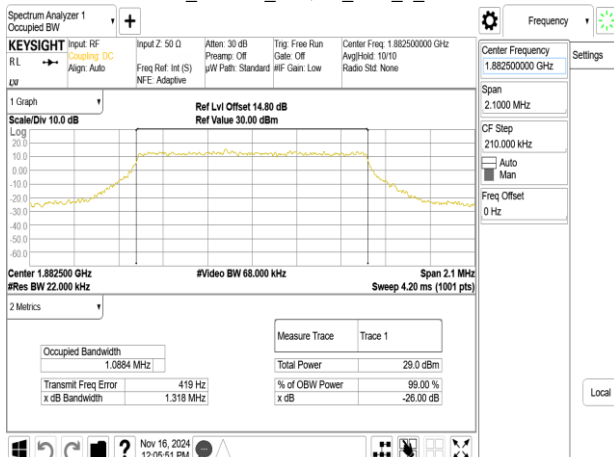 Spectrum Analyzer 1
Occupied BW
Frequency
KEYSIGHT
RL
Input: RF
Coupling: DC
Align: Auto
Input Z: 50 Ω
Freq Ref: Int (S)
NFE: Adaptive
Atten: 30 dB
Preamp: Off
µW Path: Standard
Trig: Free Run
Gate: Off
#IF Gain: Low
Center Freq: 1.882500000 GHz
Avg|Hold: 10/10
Radio Std: None
Center Frequency
1.882500000 GHz
Settings
Span
2.1000 MHz
CF Step
210.000 kHz
Auto
Man
Freq Offset
0 Hz
1 Graph
Scale/Div 10.0 dB
Ref Lvl Offset 14.80 dB
Ref Value 30.00 dBm
Log
20.0
10.0
0.00
-10.0
-20.0
-30.0
-40.0
-50.0
-60.0
Center 1.882500 GHz
#Video BW 68.000 kHz
Span 2.1 MHz
#Res BW 22.000 kHz
Sweep 4.20 ms (1001 pts)
2 Metrics
Measure Trace
Trace 1
Occupied Bandwidth
1.0884 MHz
Total Power
29.0 dBm
Transmit Freq Error
419 Hz
% of OBW Power
99.00 %
x dB Bandwidth
1.318 MHz
x dB
-26.00 dB
Local
?
Nov 16, 2024
12:05:51 PM